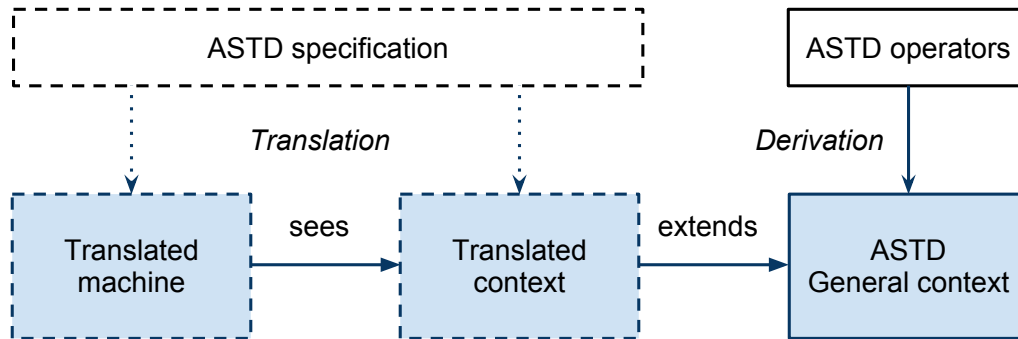 ASTD specification
ASTD operators
Translation
Derivation
Translated
machine
sees
Translated
context
extends
ASTD
General context